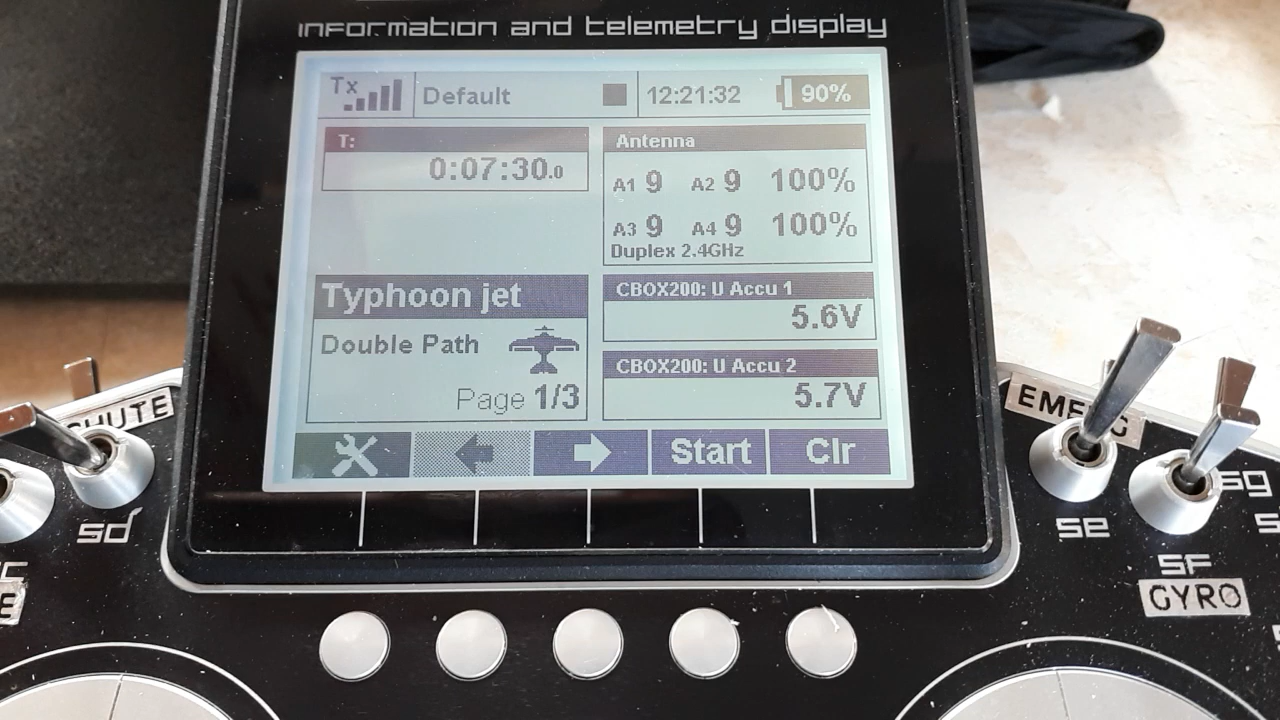 information and telemetry display
Tx Default 12:21:32 90%
T:
0:07:30.0
Antenna
A1 9 A2 9 100%
A3 9 A4 9 100%
Duplex 2.4GHz
Typhoon jet
Double Path
Page 1/3
CBOX200: U Accu 1
5.6V
CBOX200: U Accu 2
5.7V
Start Clr
sd
se
sg
SF
GYRO